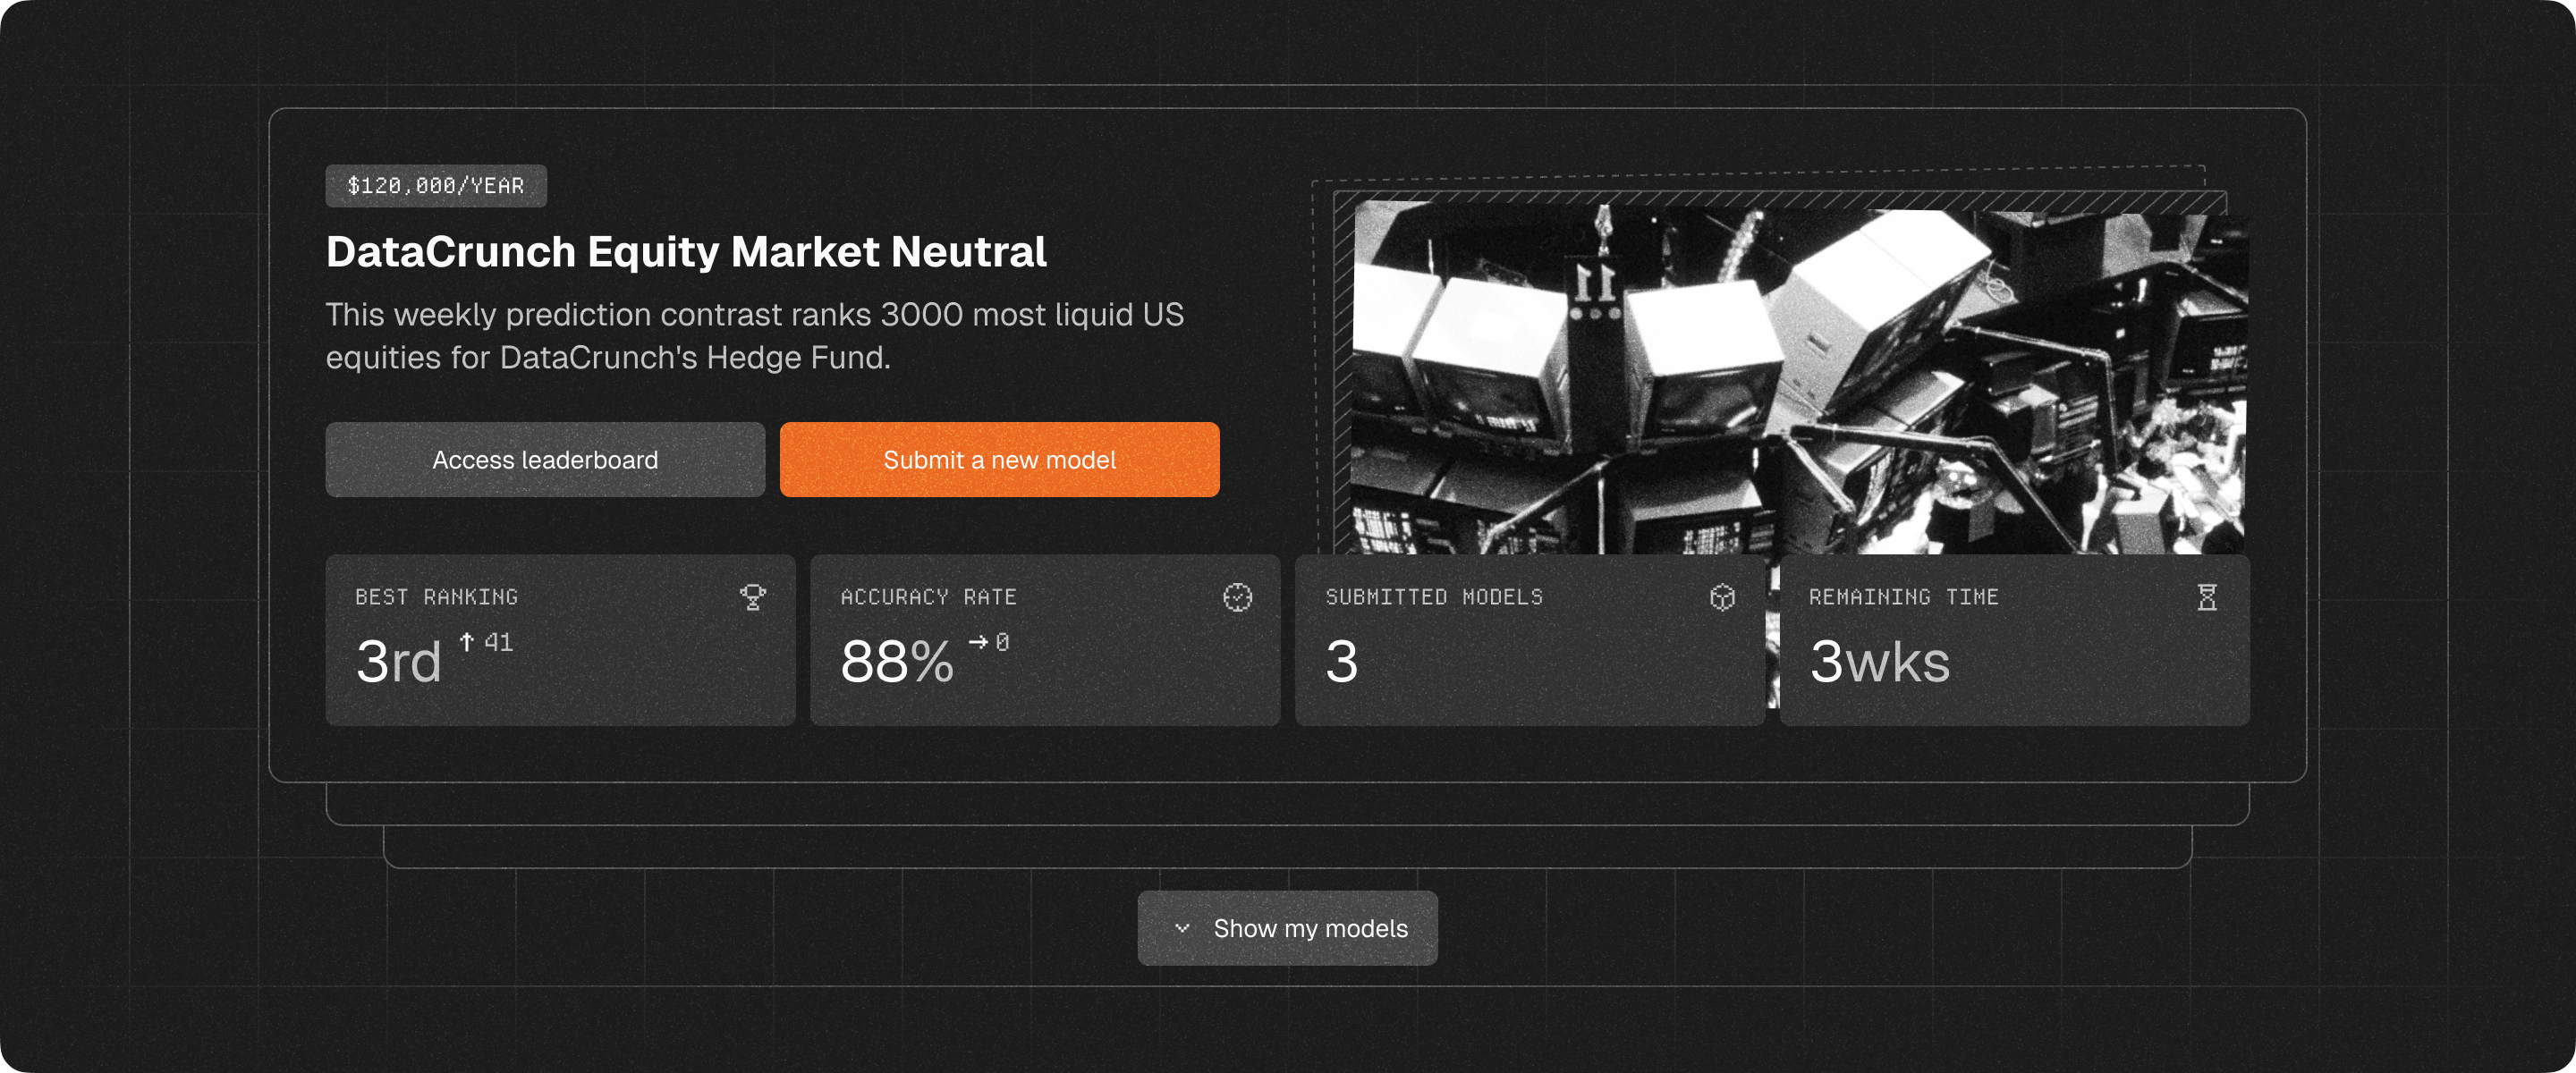 $120,000/YEAR
DataCrunch Equity Market Neutral
This weekly prediction contrast ranks 3000 most liquid US
equities for DataCrunch's Hedge Fund.
Access leaderboard
Submit a new model
11
BEST RANKING
3rd ↑ 41
ACCURACY RATE
88% → 0
SUBMITTED MODELS
3
REMAINING TIME
3wks
Show my models